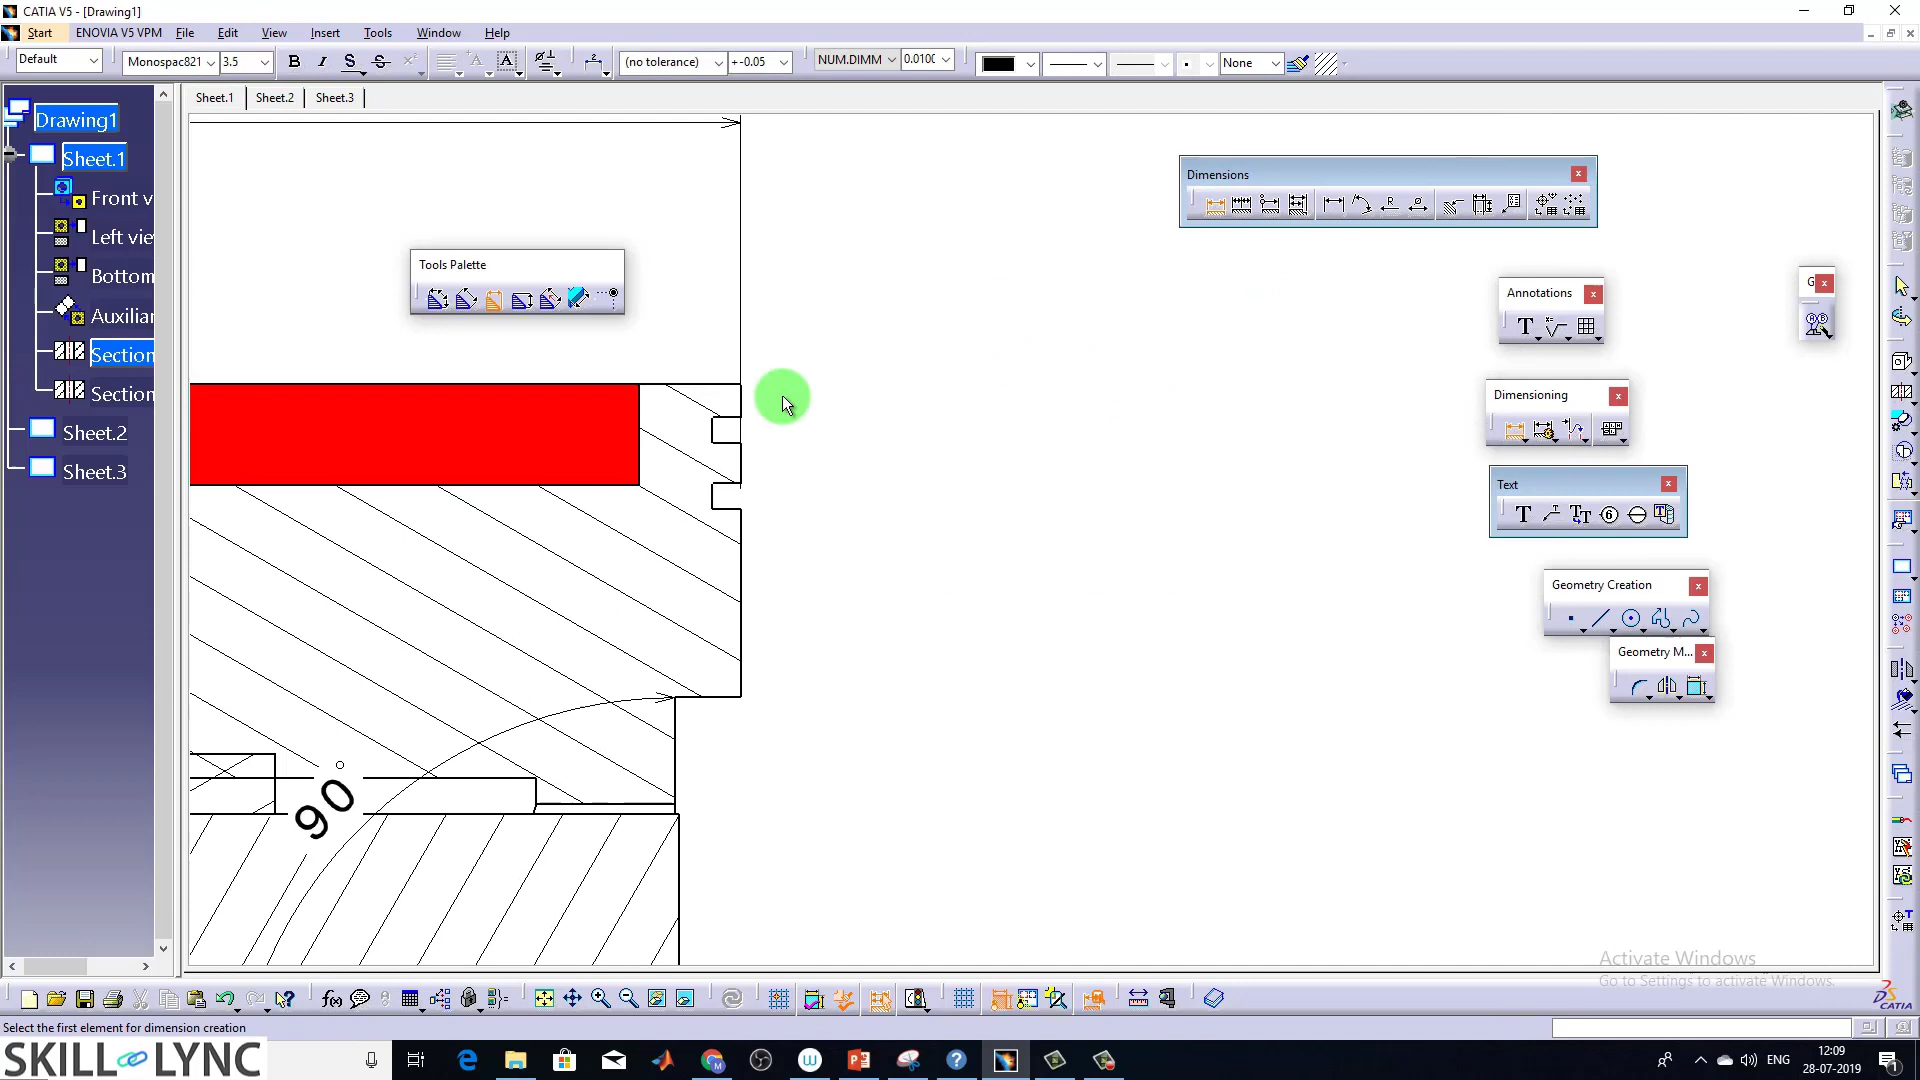 CATIA V5 - [Drawing1]
Start ENOVIA V5 VPM File Edit View Insert Tools Window Help
Default Monospac821 3.5 B I S S (no tolerance) +-0.05 NUM.DIMM 0.010 None
Sheet.1 Sheet.2 Sheet.3
Drawing1
Sheet.1
Front v
Left vie
Bottom
Auxiliar
Section
Section
Sheet.2
Sheet.3
Dimensions
Tools Palette
Annotations
G
Dimensioning
Text
Geometry Creation
Geometry M...
90°
Activate Windows
Go to Settings to activate Windows.
Select the first element for dimension creation
CATIA
SKILL LYNC
ENG
12:09
28-07-2019